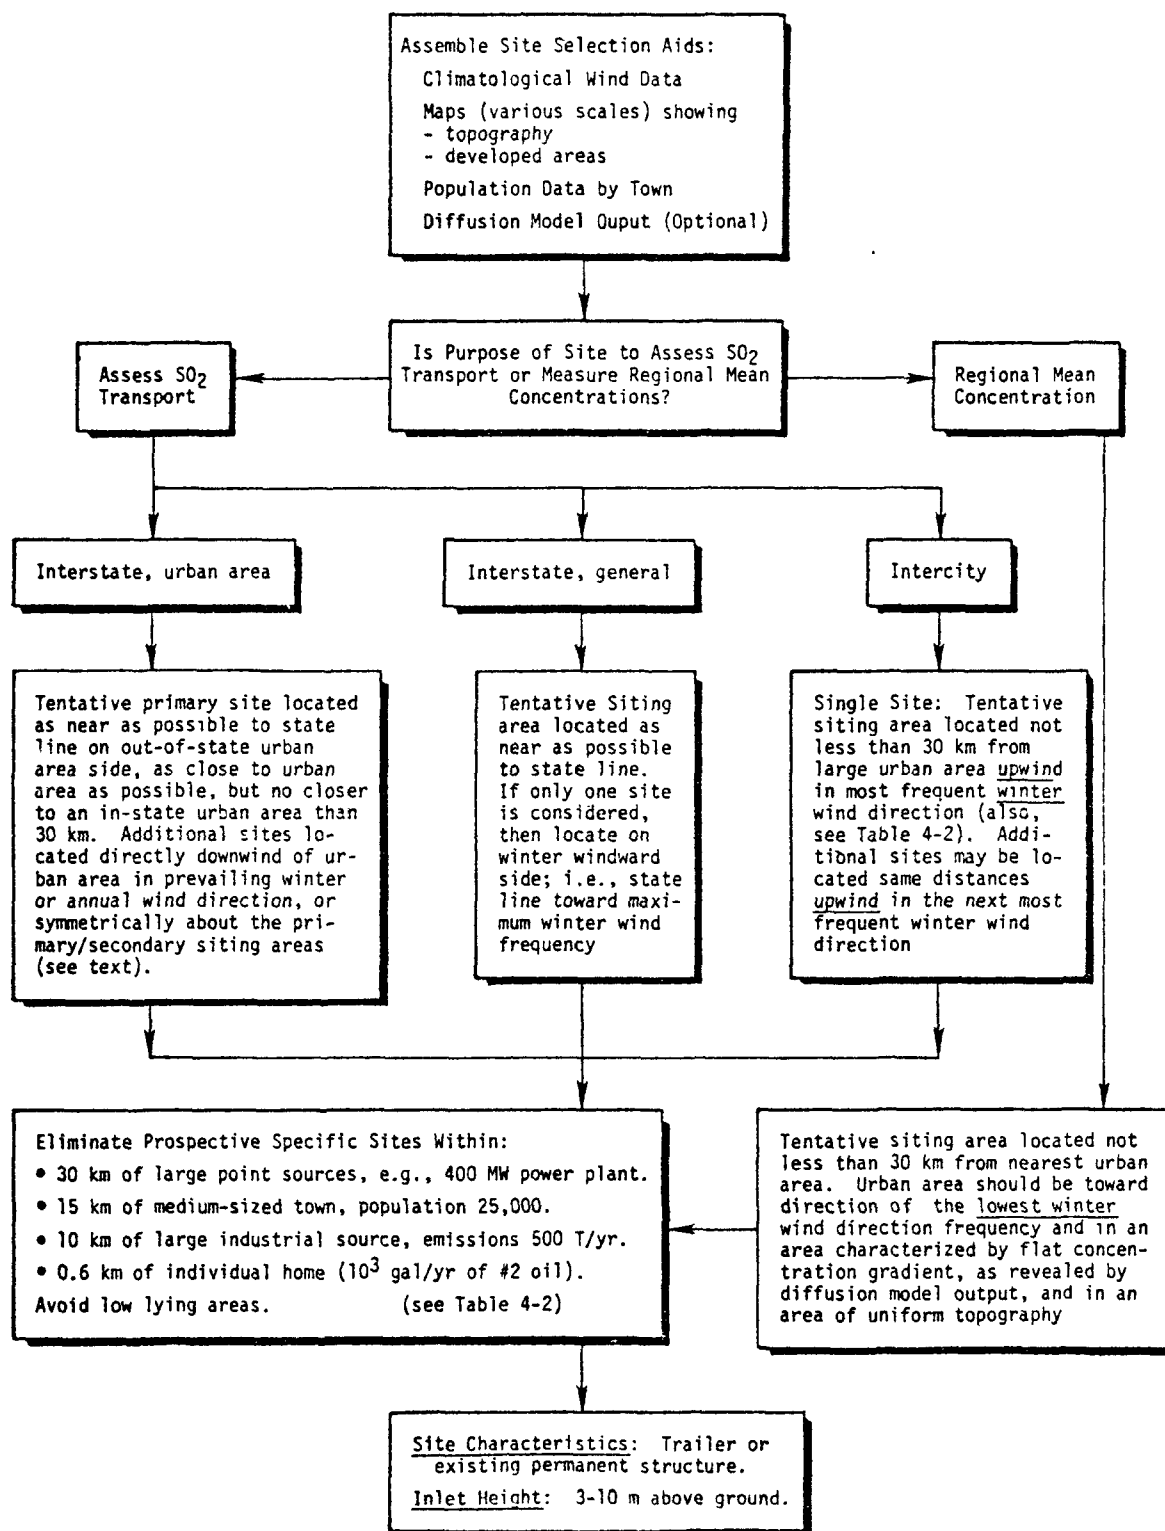 Assemble Site Selection Aids:
Climatological Wind Data
Maps (various scales) showing
- topography
- developed areas
Population Data by Town
Diffusion Model Ouput (Optional)
Is Purpose of Site to Assess SO2
Transport or Measure Regional Mean
Concentrations?
Assess SO2
Transport
Regional Mean
Concentration
Interstate, urban area
Interstate, general
Intercity
Tentative primary site located
as near as possible to state
line on out-of-state urban
area side, as close to urban
area as possible, but no closer
to an in-state urban area than
30 km. Additional sites lo-
cated directly downwind of ur-
ban area in prevailing winter
or annual wind direction, or
symmetrically about the pri-
mary/secondary siting areas
(see text).
Tentative Siting
area located as
near as possible
to state line.
If only one site
is considered,
then locate on
winter windward
side; i.e., state
line toward maxi-
mum winter wind
frequency
Single Site: Tentative
siting area located not
less than 30 km from
large urban area upwind
in most frequent winter
wind direction (also,
see Table 4-2). Addi-
tional sites may be lo-
cated same distances
upwind in the next most
frequent winter wind
direction
Eliminate Prospective Specific Sites Within:
• 30 km of large point sources, e.g., 400 MW power plant.
• 15 km of medium-sized town, population 25,000.
• 10 km of large industrial source, emissions 500 T/yr.
• 0.6 km of individual home (10³ gal/yr of #2 oil).
Avoid low lying areas. (see Table 4-2)
Tentative siting area located not
less than 30 km from nearest urban
area. Urban area should be toward
direction of the lowest winter
wind direction frequency and in an
area characterized by flat concen-
tration gradient, as revealed by
diffusion model output, and in an
area of uniform topography
Site Characteristics: Trailer or
existing permanent structure.
Inlet Height: 3-10 m above ground.